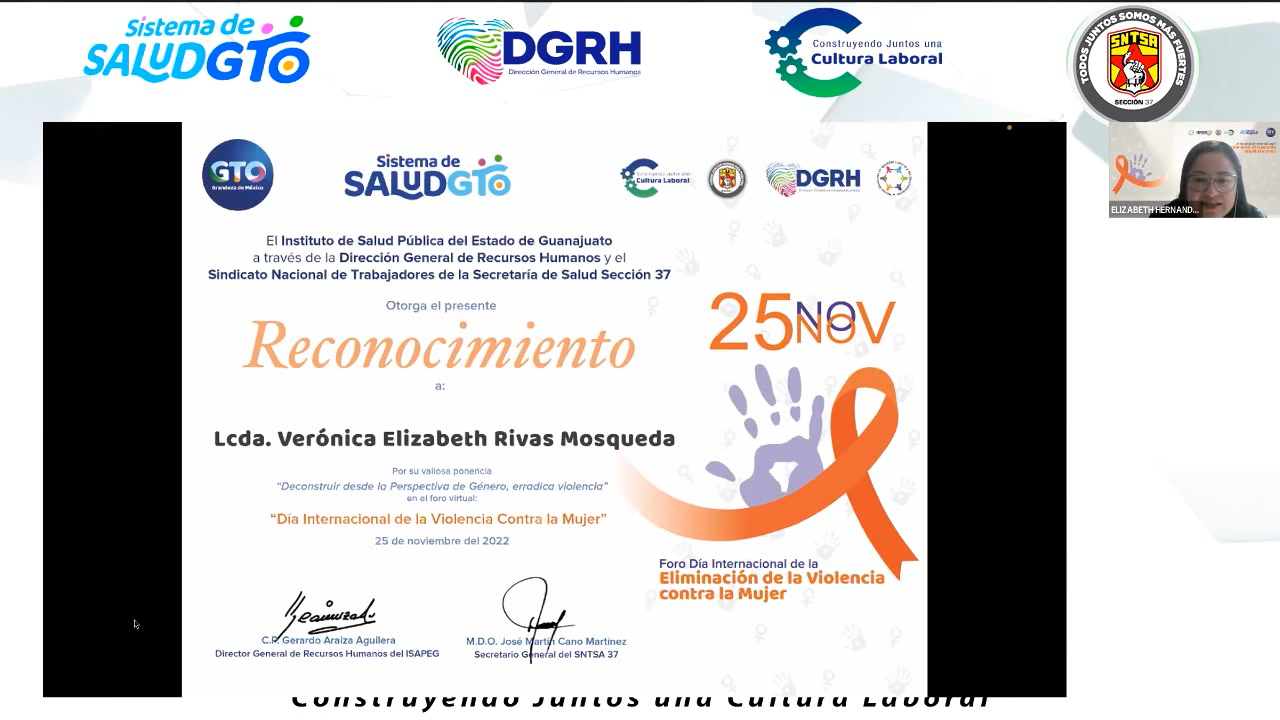 Sistema de
SALUDGTO
DGRH
Dirección General de Recursos Humanos
Construyendo Juntos una
Cultura Laboral
TODOS JUNTOS SOMOS MÁS FUERTES
SNTSA
SECCIÓN 37
GTO
Grandeza de México
Sistema de
SALUDGTO
Construyendo Juntos una
Cultura Laboral
DGRH
ELIZABETH HERNAND...
El Instituto de Salud Pública del Estado de Guanajuato
a través de la Dirección General de Recursos Humanos y el
Sindicato Nacional de Trabajadores de la Secretaría de Salud Sección 37
Otorga el presente
Reconocimiento
a:
Lcda. Verónica Elizabeth Rivas Mosqueda
Por su valiosa ponencia
“Deconstruir desde la Perspectiva de Género, erradica violencia”
en el foro virtual:
“Día Internacional de la Violencia Contra la Mujer”
25 de noviembre del 2022
C.P. Gerardo Araiza Aguilera
Director General de Recursos Humanos del ISAPEG
M.D.O. José Martín Cano Martínez
Secretario General del SNTSA 37
25 NOV
NO
Foro Día Internacional de la
Eliminación de la Violencia
contra la Mujer
Construyendo Juntos una Cultura Laboral